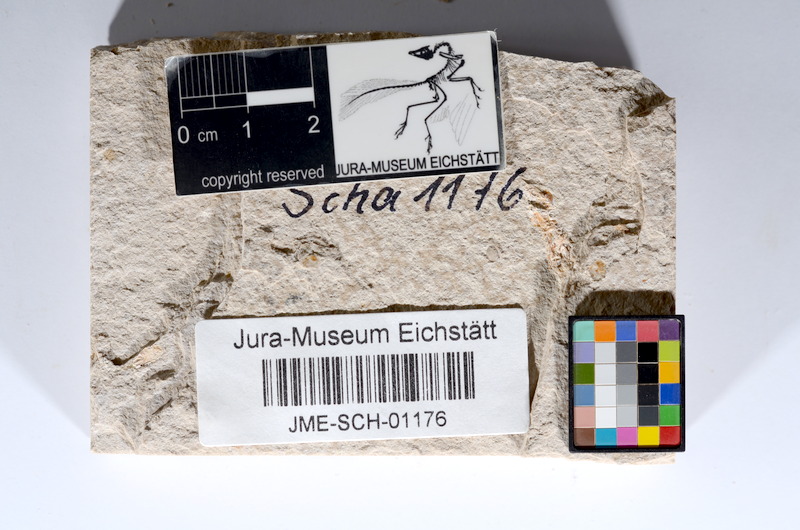 0 cm 1 2
copyright reserved
JURA-MUSEUM EICHSTÄTT
Scha 1176
Jura-Museum Eichstätt
JME-SCH-01176